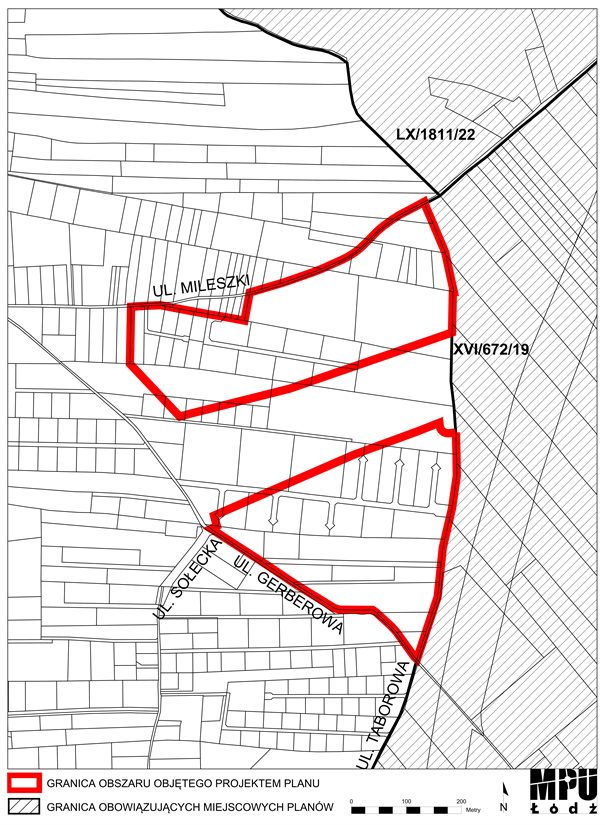 LX/1811/22
UL. MILESZKI
XVI/672/19
UL. SOŁECKA
UL. GERBEROWA
UL. TABOROWA
GRANICA OBSZARU OBJĘTEGO PROJEKTEM PLANU
GRANICA OBOWIĄZUJĄCYCH MIEJSCOWYCH PLANÓW
0 100 200
Metry
N
MPU
Łódź